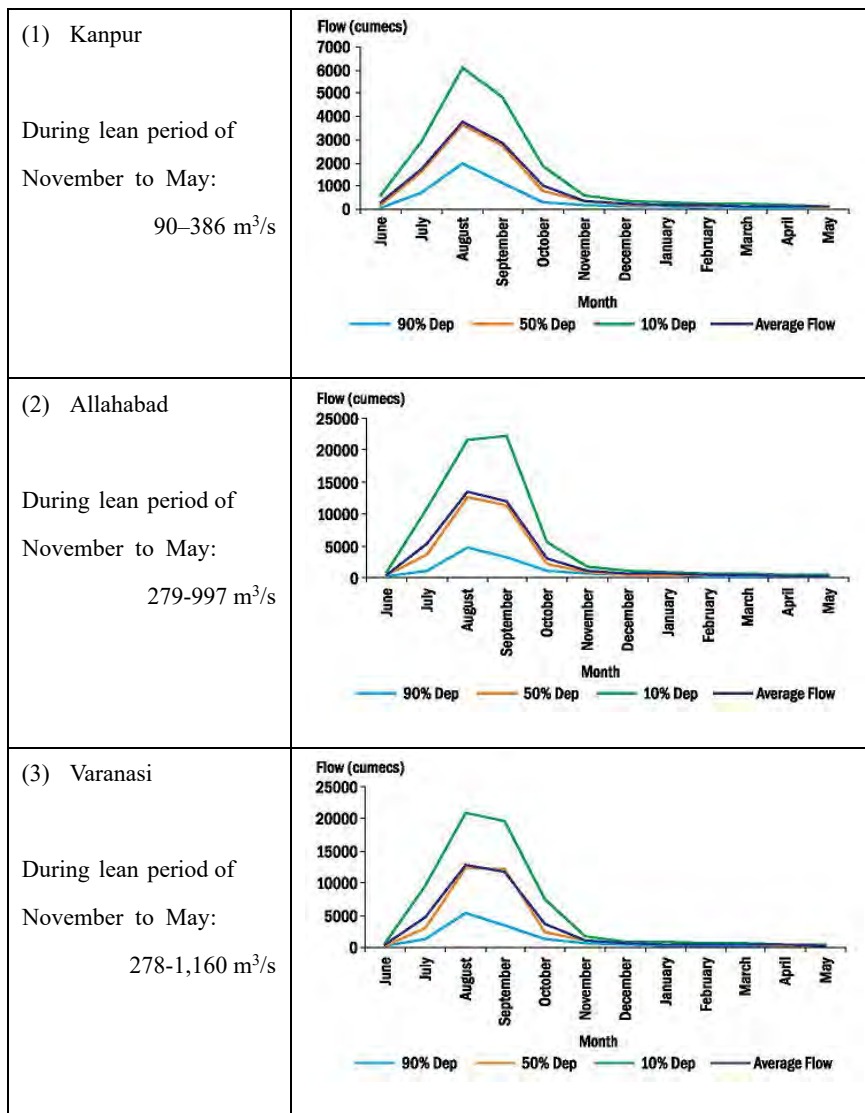 (1) Kanpur
During lean period of
November to May:
90–386 m³/s
Flow (cumecs)
7000
6000
5000
4000
3000
2000
1000
0
June
July
August
September
October
November
December
January
February
March
April
May
Month
90% Dep 50% Dep 10% Dep Average Flow
(2) Allahabad
During lean period of
November to May:
279-997 m³/s
Flow (cumecs)
25000
20000
15000
10000
5000
0
June
July
August
September
October
November
December
January
February
March
April
May
Month
90% Dep 50% Dep 10% Dep Average Flow
(3) Varanasi
During lean period of
November to May:
278-1,160 m³/s
Flow (cumecs)
25000
20000
15000
10000
5000
0
June
July
August
September
October
November
December
January
February
March
April
May
Month
90% Dep 50% Dep 10% Dep Average Flow